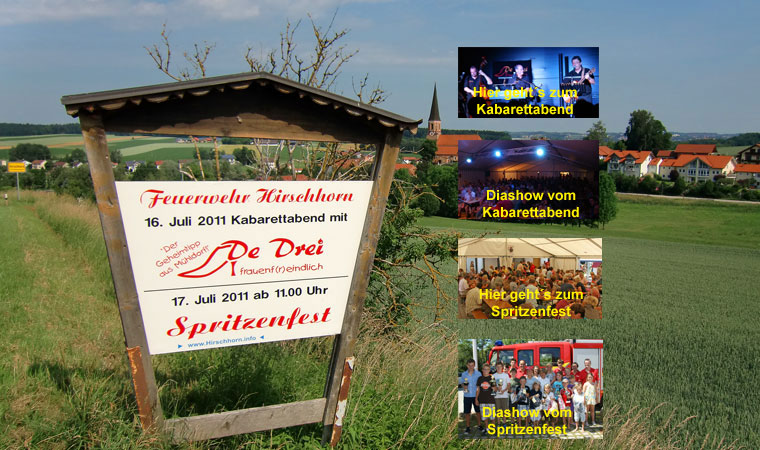 Feuerwehr Hirschhorn
16. Juli 2011 Kabarettabend mit
"Der
Geheimtipp
aus Mühldorf!"
De Drei
frauenf(r)eindlich
17. Juli 2011 ab 11.00 Uhr
Spritzenfest
www.Hirschhorn.info
Hier geht`s zum
Kabarettabend
Diashow vom
Kabarettabend
Hier geht`s zum
Spritzenfest
Diashow vom
Spritzenfest